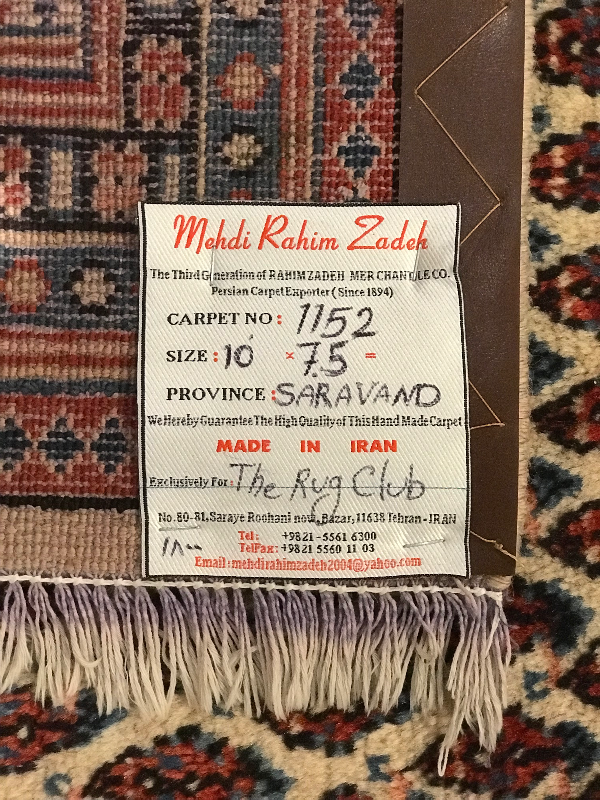 Mehdi Rahim Zadeh
The Third Generation of RAHIMZADEH MERCHANTILE CO.
Persian Carpet Exporter ( Since 1894)
CARPET NO : 1152
SIZE : 10' × 7.5 =
PROVINCE : SARAVAND
We Hereby Guarantee The High Quality of This Hand Made Carpet
MADE IN IRAN
Exclusively For : The Rug Club
No. 80-81, Saraye Roohani now, Bazar, 11638 Tehran - IRAN
Tel : +9821 -5561 6300
TelFax : +9821 5560 11 03
Email : mehdirahimzadeh2004@yahoo.com